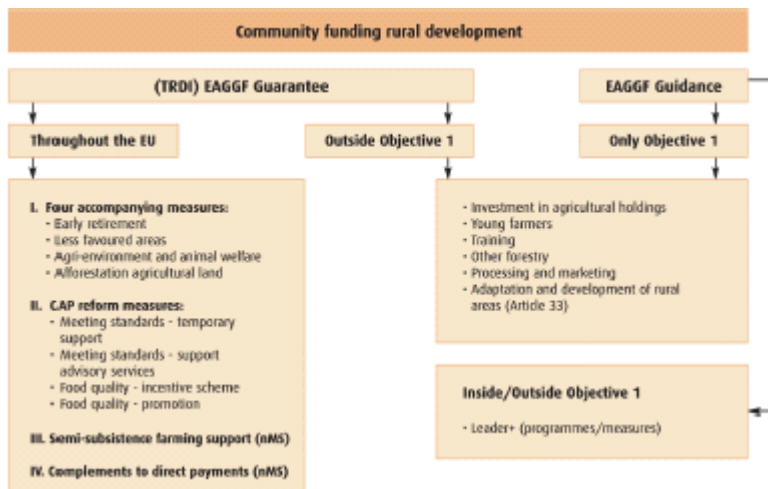 Community funding rural development
(TRDI) EAGGF Guarantee
EAGGF Guidance
Throughout the EU
Outside Objective 1
Only Objective 1
I. Four accompanying measures:
- Early retirement
- Less favoured areas
- Agri-environment and animal welfare
- Afforestation agricultural land
II. CAP reform measures:
- Meeting standards - temporary
support
- Meeting standards - support
advisory services
- Food quality - incentive scheme
- Food quality - promotion
III. Semi-subsistence farming support (nMS)
IV. Complements to direct payments (nMS)
- Investment in agricultural holdings
- Young farmers
- Training
- Other forestry
- Processing and marketing
- Adaptation and development of rural
areas (Article 33)
Inside/Outside Objective 1
- Leader+ (programmes/measures)